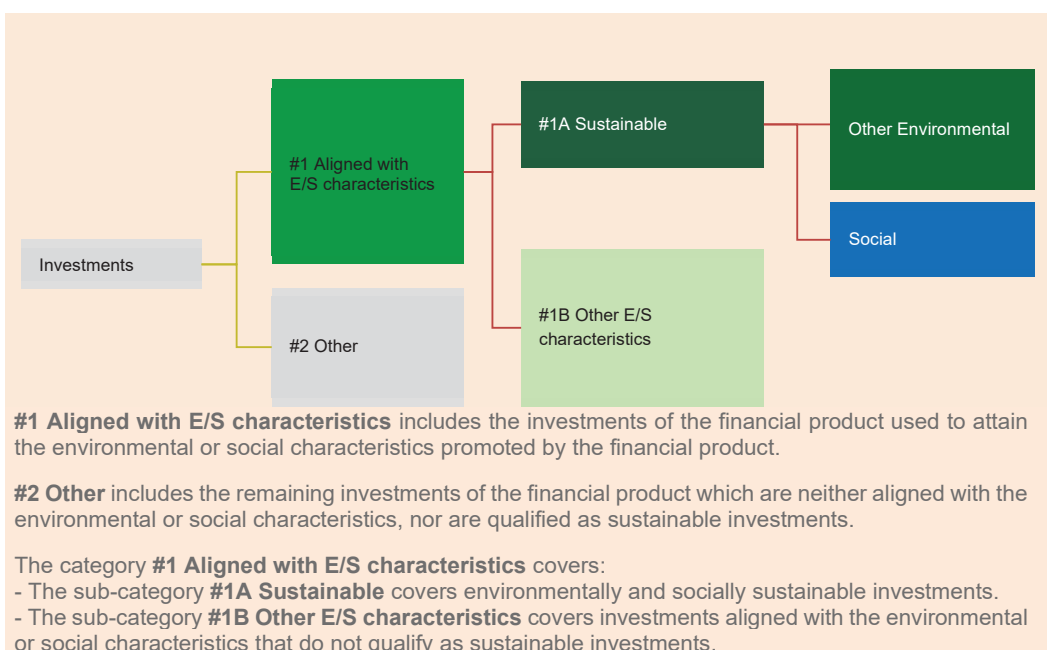 #1A Sustainable
Other Environmental
#1 Aligned with
E/S characteristics
Social
Investments
#1B Other E/S
characteristics
#2 Other
#1 Aligned with E/S characteristics includes the investments of the financial product used to attain
the environmental or social characteristics promoted by the financial product.
#2 Other includes the remaining investments of the financial product which are neither aligned with the
environmental or social characteristics, nor are qualified as sustainable investments.
The category #1 Aligned with E/S characteristics covers:
- The sub-category #1A Sustainable covers environmentally and socially sustainable investments.
- The sub-category #1B Other E/S characteristics covers investments aligned with the environmental
or social characteristics that do not qualify as sustainable investments.